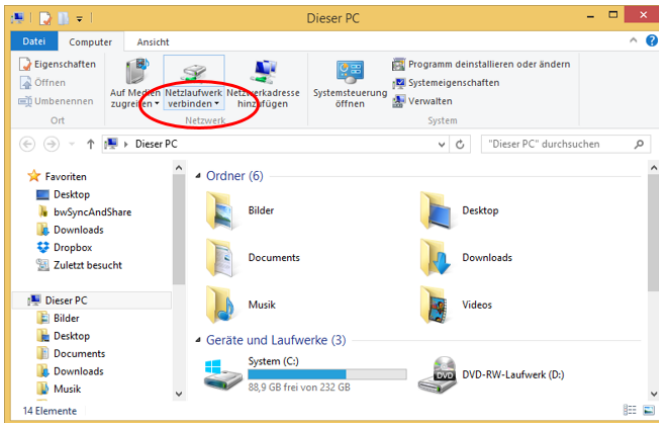 Dieser PC
Datei Computer Ansicht
Eigenschaften
Öffnen
Umbenennen
Ort
Auf Medien zugreifen
Netzlaufwerk verbinden
Netzwerkadresse hinzufügen
Netzwerk
Systemsteuerung öffnen
Programm deinstallieren oder ändern
Systemeigenschaften
Verwalten
System
Dieser PC
"Dieser PC" durchsuchen
Favoriten
Desktop
bwSyncAndShare
Downloads
Dropbox
Zuletzt besucht
Dieser PC
Bilder
Desktop
Documents
Downloads
Musik
Ordner (6)
Bilder
Desktop
Documents
Downloads
Musik
Videos
Geräte und Laufwerke (3)
System (C:)
88,9 GB frei von 232 GB
DVD
DVD-RW-Laufwerk (D:)
14 Elemente